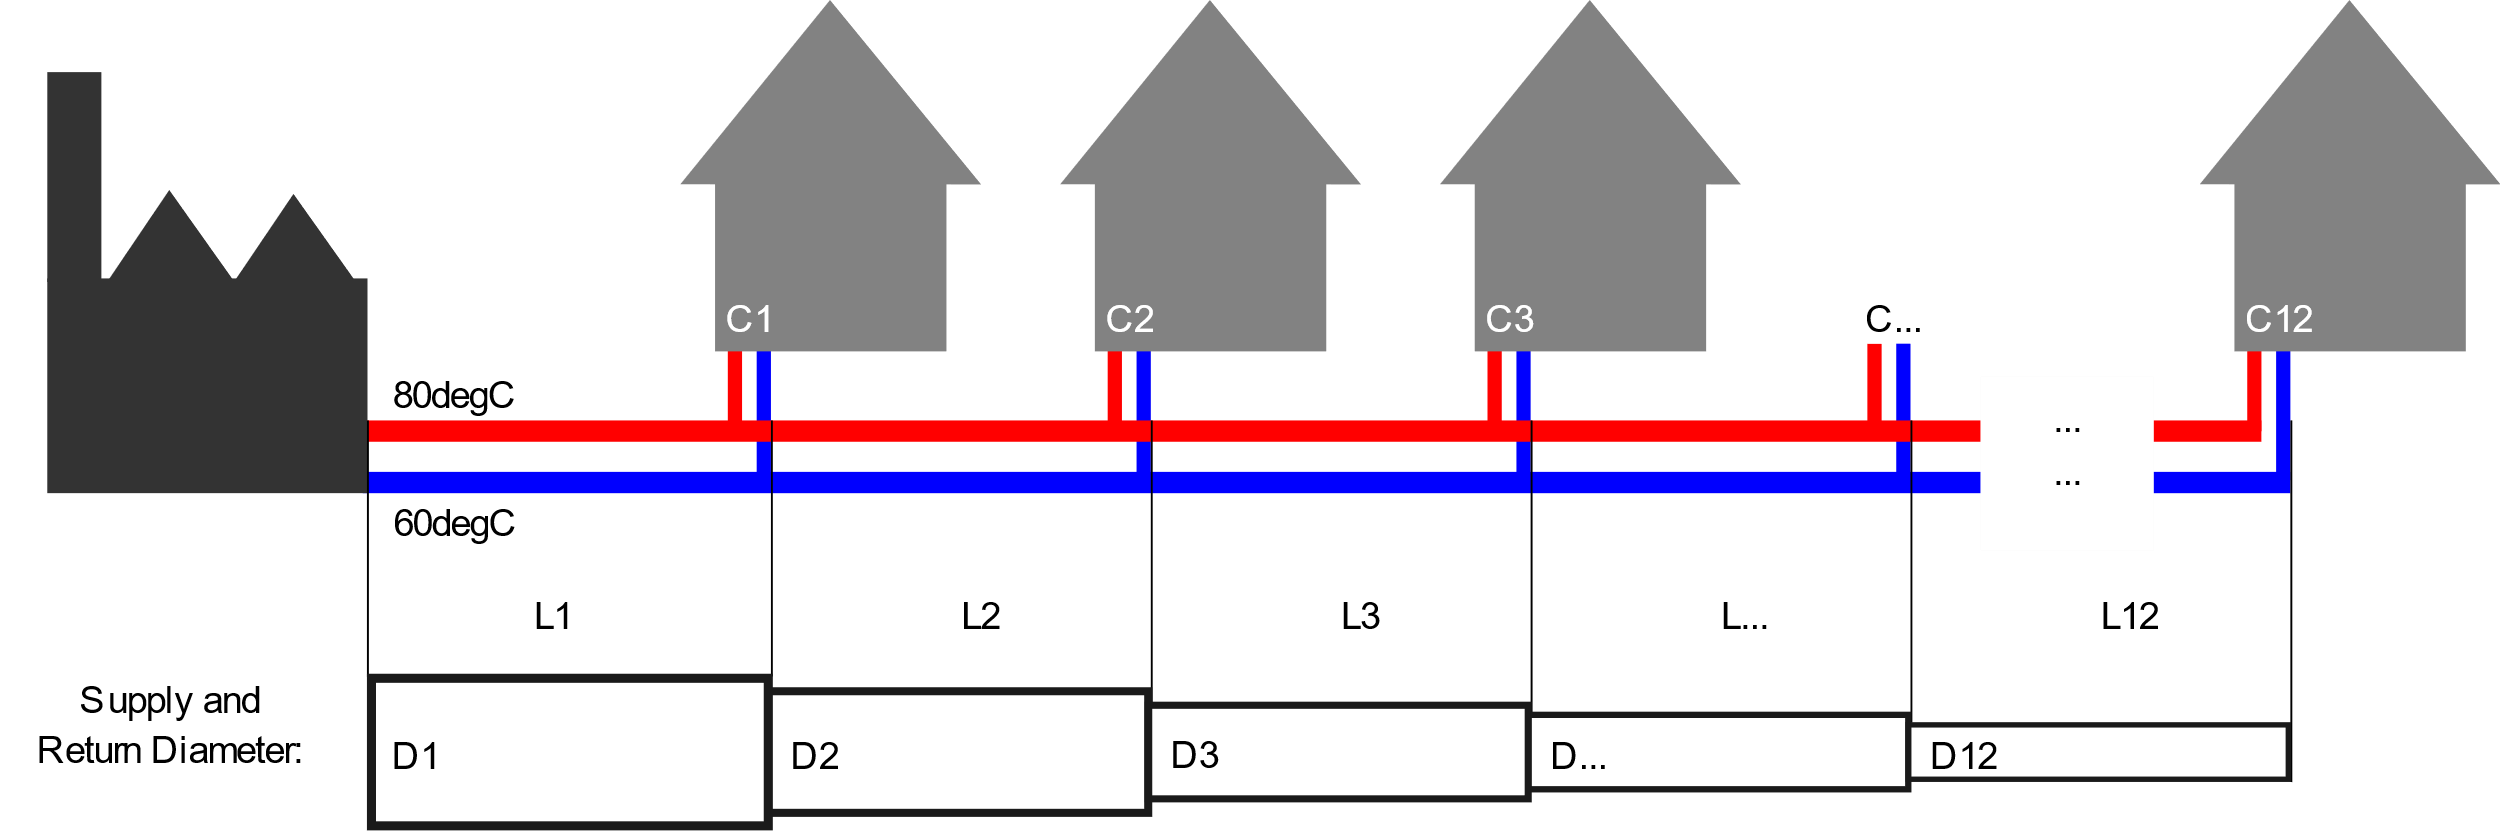 C1
C2
C3
C...
C12
80degC
...
...
60degC
L1
L2
L3
L...
L12
Supply and
Return Diameter:
D1
D2
D3
D...
D12